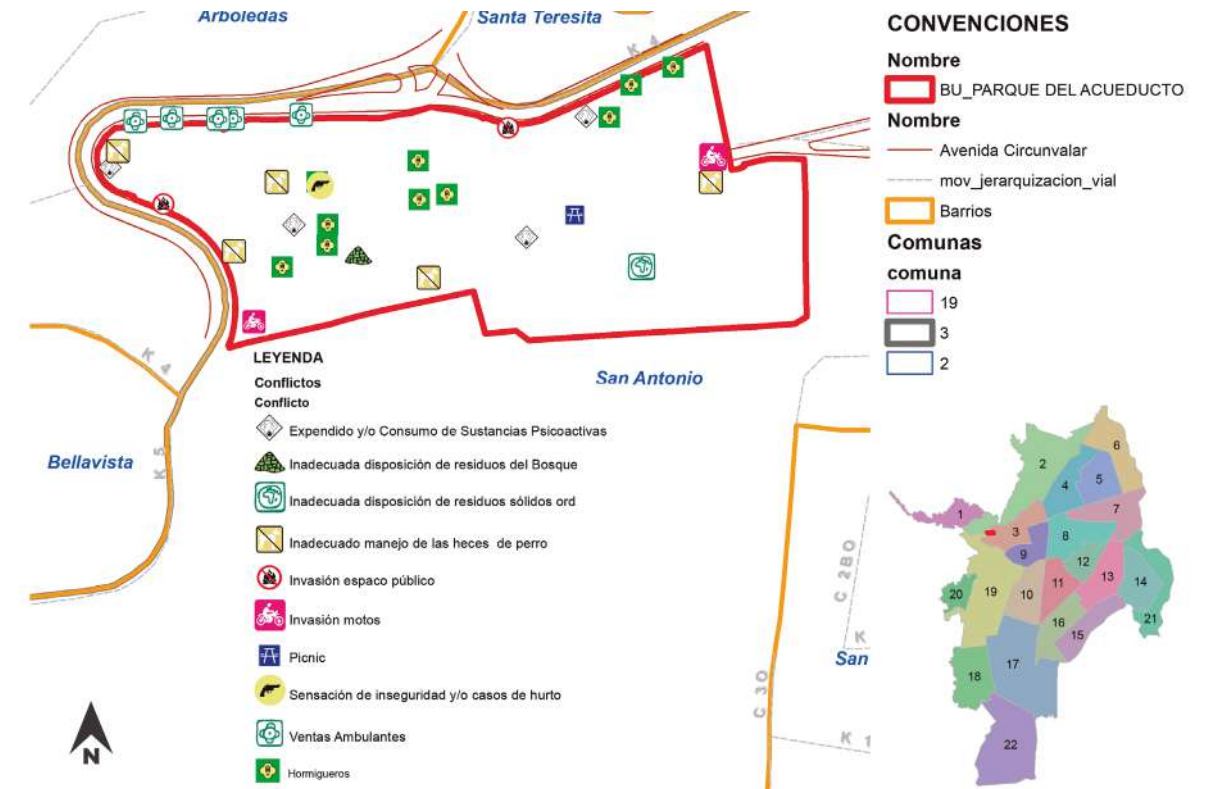 Arboledas
Santa Teresita
K 4
K 4
San Antonio
Bellavista
K 5
C 2BO
K
San
C 3O
K 1
LEYENDA
Conflictos
Conflicto
Expendido y/o Consumo de Sustancias Psicoactivas
Inadecuada disposición de residuos del Bosque
Inadecuada disposición de residuos sólidos ord
Inadecuado manejo de las heces de perro
Invasión espaco público
Invasión motos
Picnic
Sensación de inseguridad y/o casos de hurto
Ventas Ambulantes
Hormigueros
N
CONVENCIONES
Nombre
BU_PARQUE DEL ACUEDUCTO
Nombre
Avenida Circunvalar
mov_jerarquizacion_vial
Barrios
Comunas
comuna
19
3
2
6
2
5
4
1
7
3
8
9
12
13
14
11
20
19
10
21
16
15
17
18
22